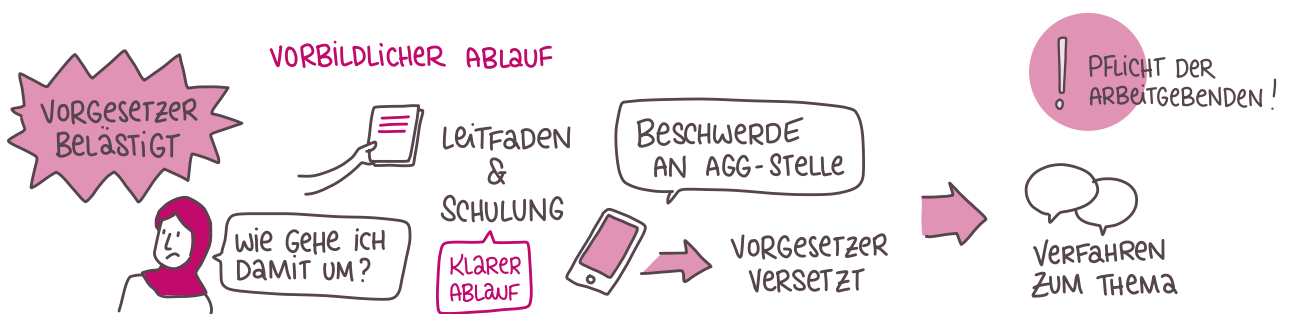 VORBILDLICHER ABLAUF
VORGESETZER
BELÄSTIGT
WIE GEHE ICH
DAMIT UM?
LEITFADEN
&
SCHULUNG
KLARER
ABLAUF
BESCHWERDE
AN AGG-STELLE
VORGESETZER
VERSETZT
! PFLICHT DER
ARBEITGEBENDEN!
VERFAHREN
ZUM THEMA